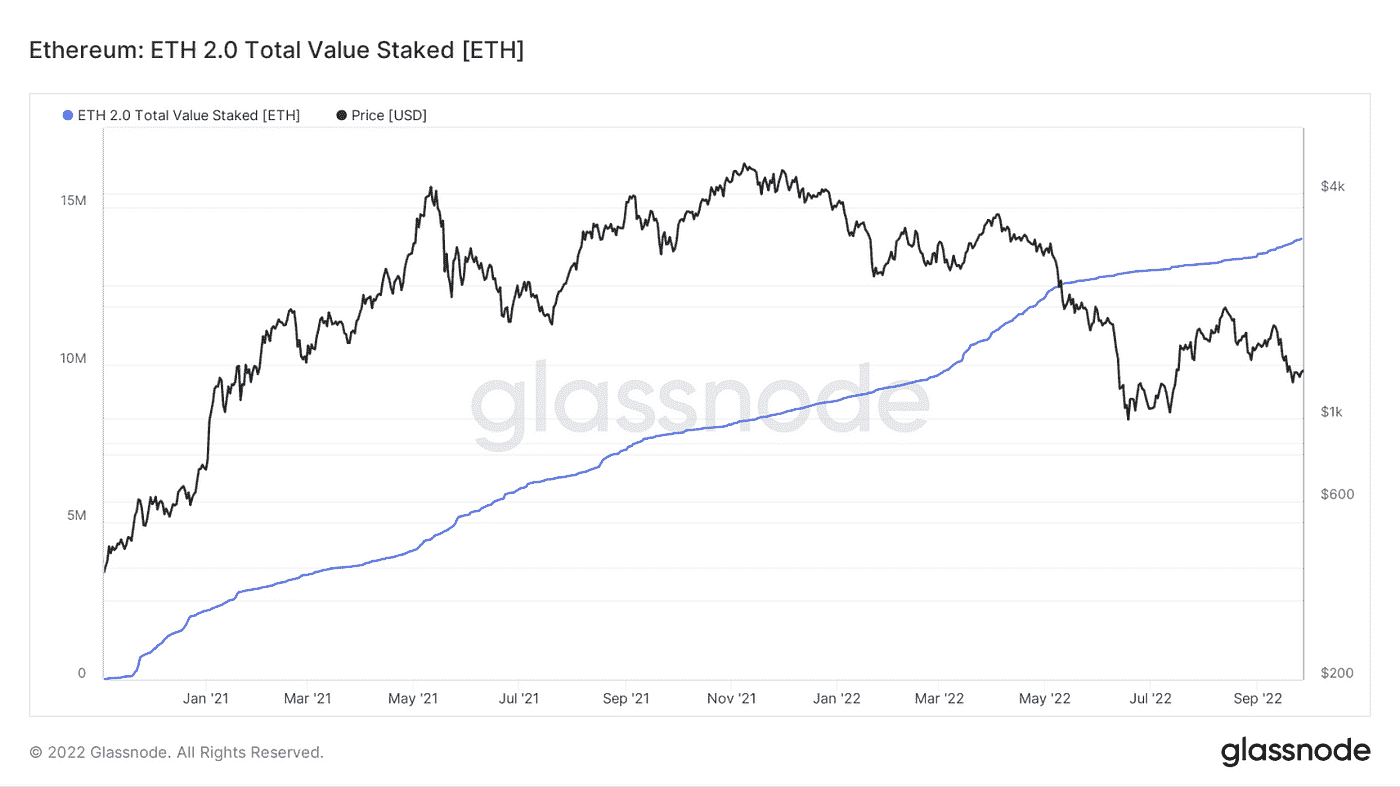 Ethereum: ETH 2.0 Total Value Staked [ETH]
ETH 2.0 Total Value Staked [ETH] Price [USD]
15M
10M
5M
0
$4k
$1k
$600
$200
glassnode
Jan '21 Mar '21 May '21 Jul '21 Sep '21 Nov '21 Jan '22 Mar '22 May '22 Jul '22 Sep '22
© 2022 Glassnode. All Rights Reserved.
glassnode